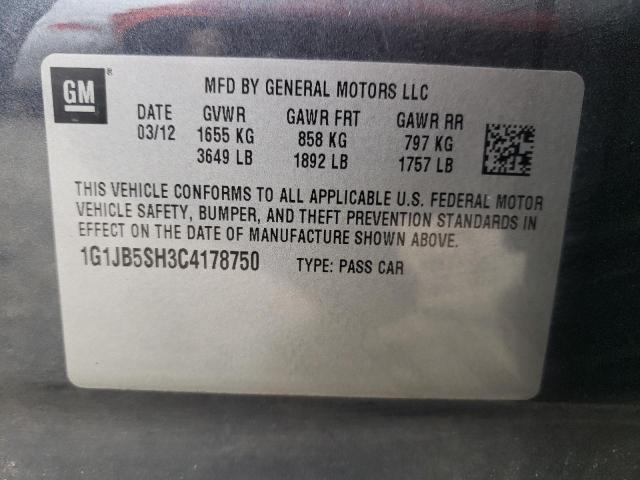 GM ®
MFD BY GENERAL MOTORS LLC
DATE GVWR GAWR FRT GAWR RR
03/12 1655 KG 858 KG 797 KG
3649 LB 1892 LB 1757 LB
THIS VEHICLE CONFORMS TO ALL APPLICABLE U.S. FEDERAL MOTOR
VEHICLE SAFETY, BUMPER, AND THEFT PREVENTION STANDARDS IN
EFFECT ON THE DATE OF MANUFACTURE SHOWN ABOVE.
1G1JB5SH3C4178750 TYPE: PASS CAR